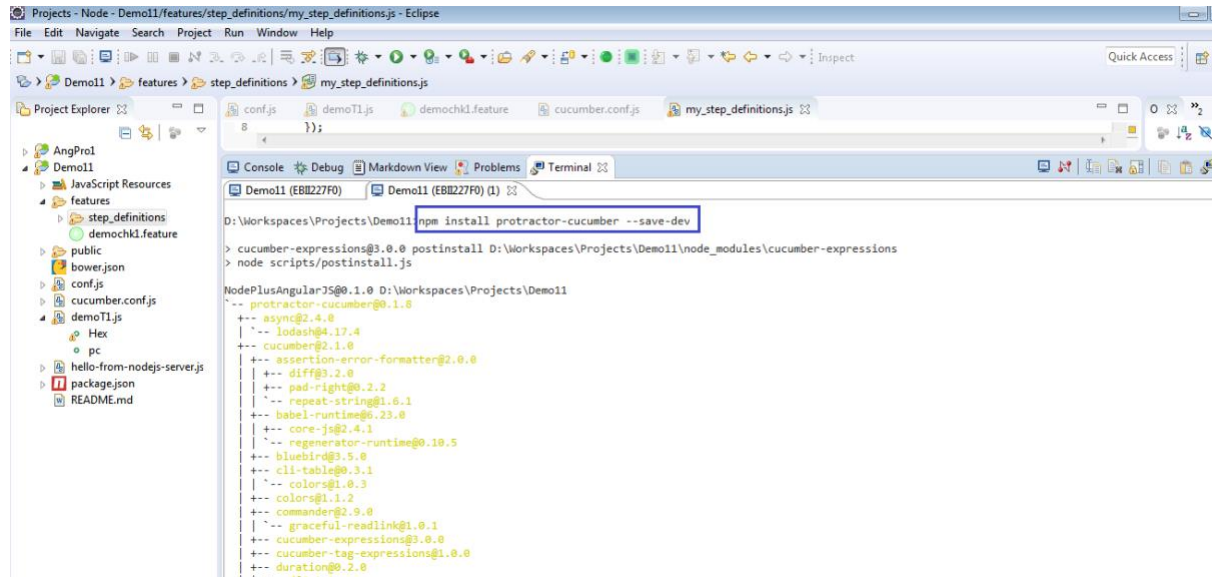 Projects - Node - Demo11/features/step_definitions/my_step_definitions.js - Eclipse
File Edit Navigate Search Project Run Window Help
Inspect
Quick Access
Demo11 features step_definitions my_step_definitions.js
Project Explorer
conf.js demoT1.js demochk1.feature cucumber.conf.js my_step_definitions.js
8 });
AngPro1
Demo11
JavaScript Resources
features
step_definitions
demochk1.feature
public
bower.json
conf.js
cucumber.conf.js
demoT1.js
Hex
pc
hello-from-nodejs-server.js
package.json
README.md
Console Debug Markdown View Problems Terminal
Demo11 (EBII227F0) Demo11 (EBII227F0) (1)
D:\Workspaces\Projects\Demo11>npm install protractor-cucumber --save-dev
> cucumber-expressions@3.0.0 postinstall D:\Workspaces\Projects\Demo11\node_modules\cucumber-expressions
> node scripts/postinstall.js
NodePlusAngularJS@0.1.0 D:\Workspaces\Projects\Demo11
`-- protractor-cucumber@0.1.8
+-- async@2.4.0
| `-- lodash@4.17.4
+-- cucumber@2.1.0
| +-- assertion-error-formatter@2.0.0
| | +-- diff@3.2.0
| | +-- pad-right@0.2.2
| | `-- repeat-string@1.6.1
| +-- babel-runtime@6.23.0
| | +-- core-js@2.4.1
| | `-- regenerator-runtime@0.10.5
| +-- bluebird@3.5.0
| +-- cli-table@0.3.1
| | `-- colors@1.0.3
| +-- colors@1.1.2
| +-- commander@2.9.0
| | `-- graceful-readlink@1.0.1
| +-- cucumber-expressions@3.0.0
| +-- cucumber-tag-expressions@1.0.0
| +-- duration@0.2.0